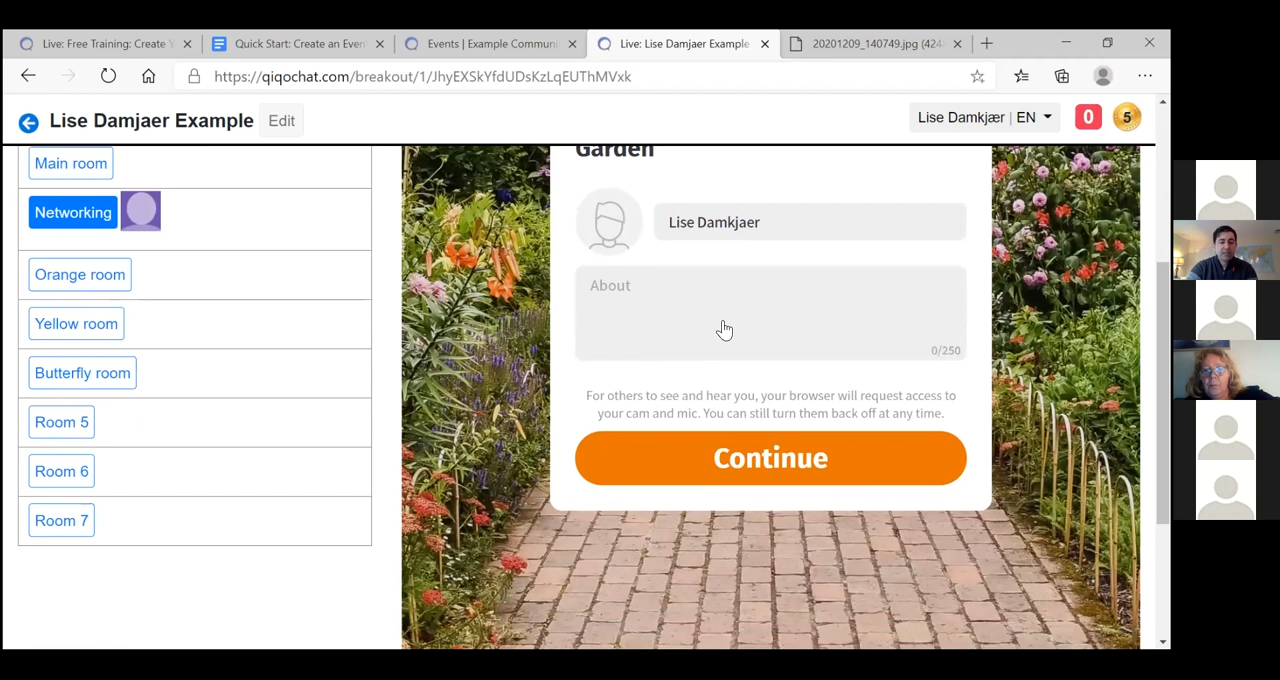 Live: Free Training: Create Y
Quick Start: Create an Even
Events | Example Communi
Live: Lise Damjaer Example
20201209_140749.jpg (424
https://qiqochat.com/breakout/1/JhyEXSkYfdUDsKzLqEUThMVxk
Lise Damjaer Example
Edit
Lise Damkjær | EN
0
5
Main room
Networking
Orange room
Yellow room
Butterfly room
Room 5
Room 6
Room 7
Garden
Lise Damkjaer
About
0/250
For others to see and hear you, your browser will request access to
your cam and mic. You can still turn them back off at any time.
Continue